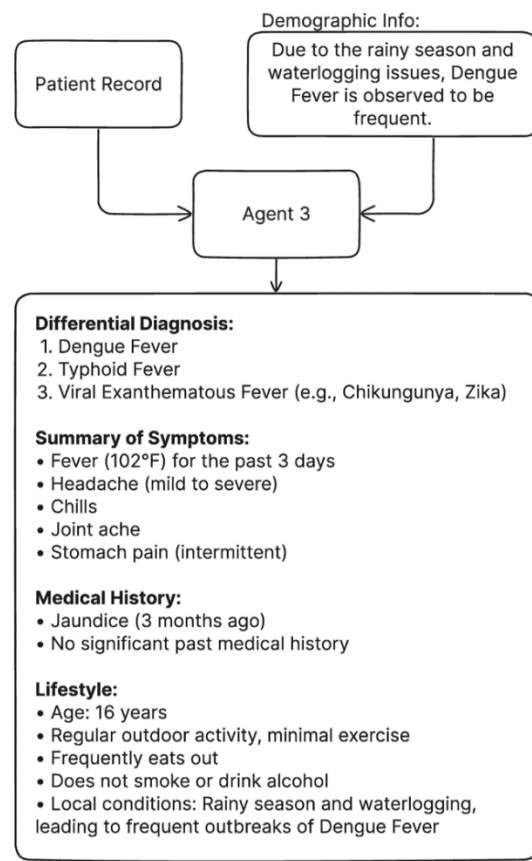 Demographic Info:
Patient Record
Due to the rainy season and
waterlogging issues, Dengue
Fever is observed to be
frequent.
Agent 3
Differential Diagnosis:
1. Dengue Fever
2. Typhoid Fever
3. Viral Exanthematous Fever (e.g., Chikungunya, Zika)
Summary of Symptoms:
• Fever (102°F) for the past 3 days
• Headache (mild to severe)
• Chills
• Joint ache
• Stomach pain (intermittent)
Medical History:
• Jaundice (3 months ago)
• No significant past medical history
Lifestyle:
• Age: 16 years
• Regular outdoor activity, minimal exercise
• Frequently eats out
• Does not smoke or drink alcohol
• Local conditions: Rainy season and waterlogging,
leading to frequent outbreaks of Dengue Fever